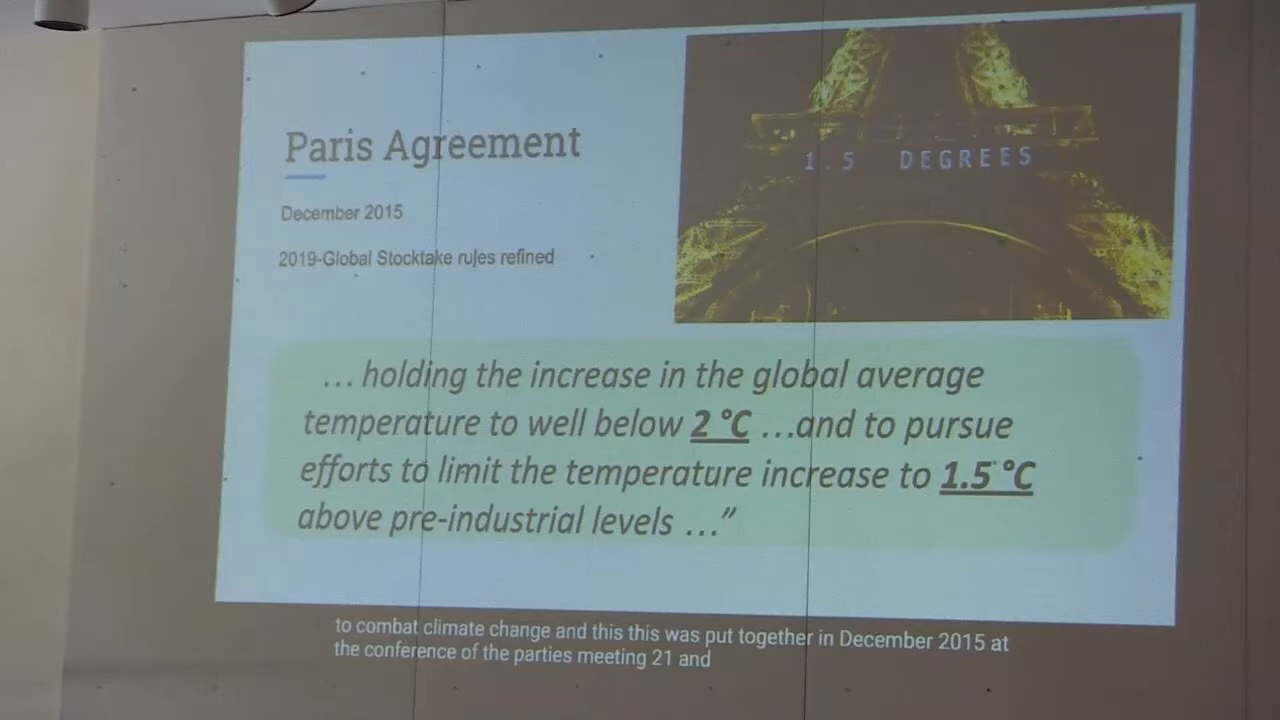 Paris Agreement
1.5 DEGREES
December 2015
2019-Global Stocktake rules refined
... holding the increase in the global average
temperature to well below 2 °C ...and to pursue
efforts to limit the temperature increase to 1.5 °C
above pre-industrial levels ...”
to combat climate change and this this was put together in December 2015 at
the conference of the parties meeting 21 and